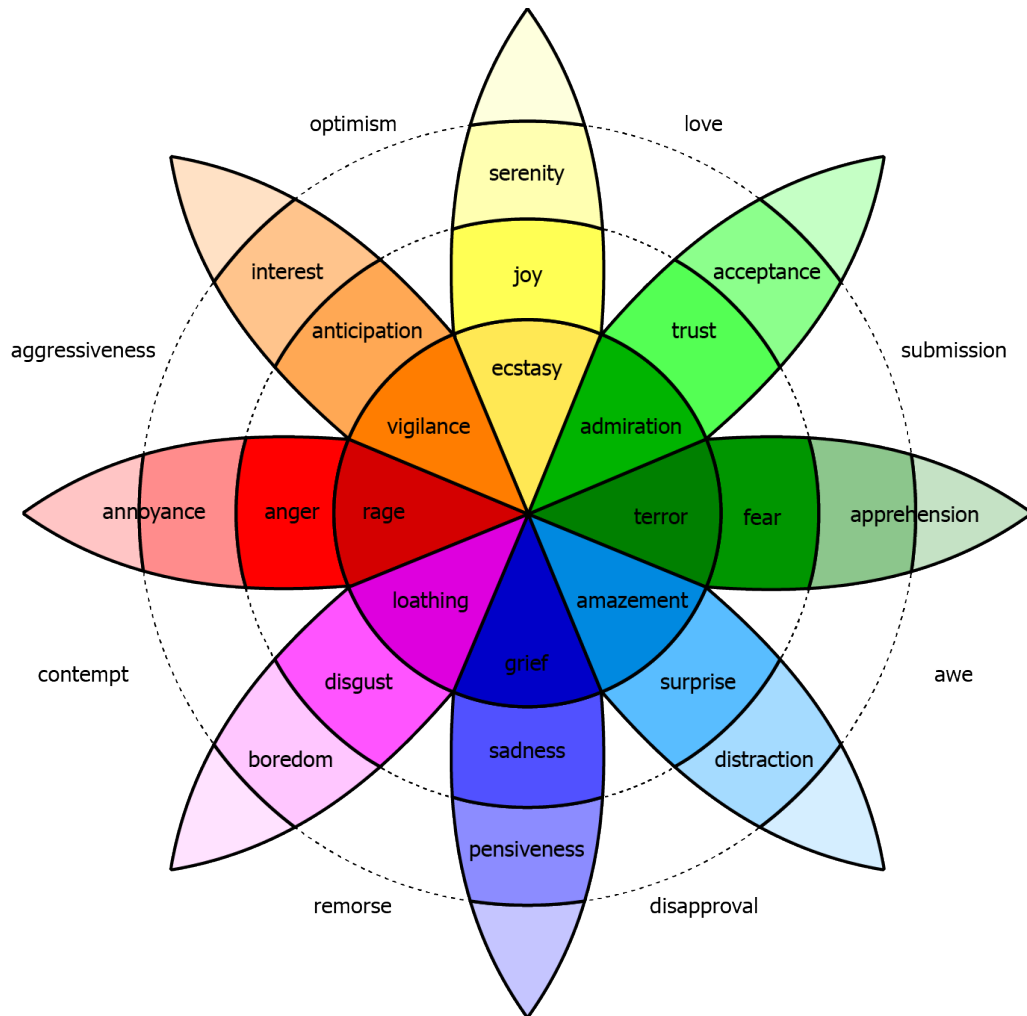 optimism
love
serenity
interest
joy
acceptance
anticipation
trust
aggressiveness
submission
ecstasy
vigilance
admiration
annoyance
anger
rage
terror
fear
apprehension
loathing
amazement
grief
contempt
disgust
surprise
awe
boredom
sadness
distraction
pensiveness
remorse
disapproval